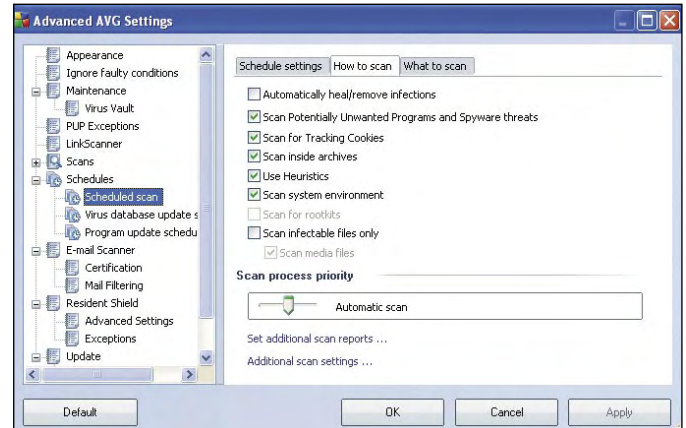 Advanced AVG Settings
Appearance
Ignore faulty conditions
Maintenance
Virus Vault
PUP Exceptions
LinkScanner
Scans
Schedules
Scheduled scan
Virus database update s
Program update schedu
E-mail Scanner
Certification
Mail Filtering
Resident Shield
Advanced Settings
Exceptions
Update
Schedule settings How to scan What to scan
Automatically heal/remove infections
Scan Potentially Unwanted Programs and Spyware threats
Scan for Tracking Cookies
Scan inside archives
Use Heuristics
Scan system environment
Scan for rootkits
Scan infectable files only
Scan media files
Scan process priority
Automatic scan
Set additional scan reports ...
Additional scan settings ...
Default OK Cancel Apply